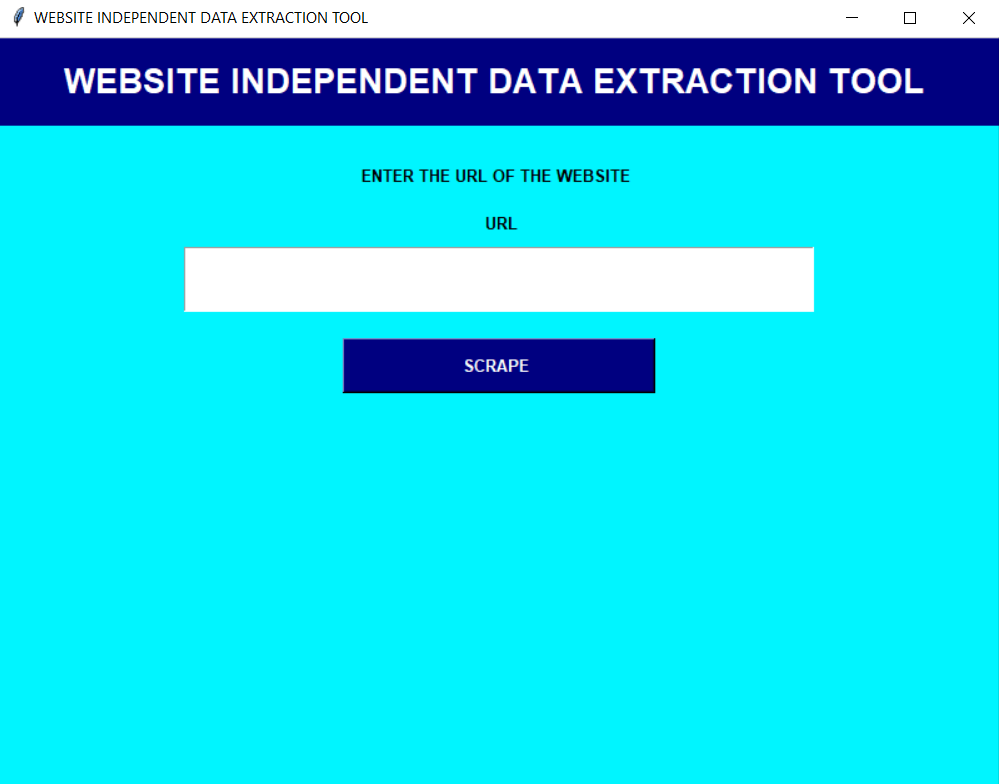 WEBSITE INDEPENDENT DATA EXTRACTION TOOL
WEBSITE INDEPENDENT DATA EXTRACTION TOOL
ENTER THE URL OF THE WEBSITE
URL
SCRAPE